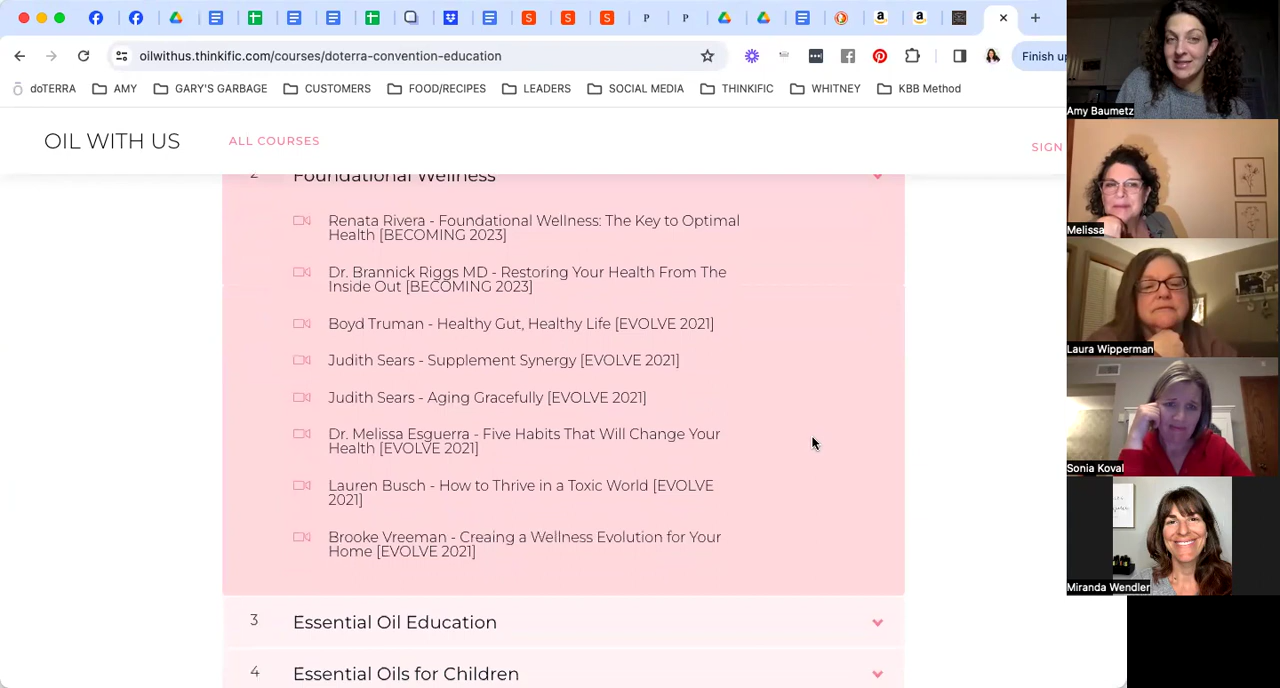 oilwithus.thinkific.com/courses/doterra-convention-education
Finish up
doTERRA
AMY
GARY'S GARBAGE
CUSTOMERS
FOOD/RECIPES
LEADERS
SOCIAL MEDIA
THINKIFIC
WHITNEY
KBB Method
OIL WITH US
ALL COURSES
SIGN
2
Foundational Wellness
Renata Rivera - Foundational Wellness: The Key to Optimal
Health [BECOMING 2023]
Dr. Brannick Riggs MD - Restoring Your Health From The
Inside Out [BECOMING 2023]
Boyd Truman - Healthy Gut, Healthy Life [EVOLVE 2021]
Judith Sears - Supplement Synergy [EVOLVE 2021]
Judith Sears - Aging Gracefully [EVOLVE 2021]
Dr. Melissa Esguerra - Five Habits That Will Change Your
Health [EVOLVE 2021]
Lauren Busch - How to Thrive in a Toxic World [EVOLVE
2021]
Brooke Vreeman - Creaing a Wellness Evolution for Your
Home [EVOLVE 2021]
3
Essential Oil Education
4
Essential Oils for Children
Amy Baumetz
Melissa
Laura Wipperman
Sonia Koval
Miranda Wendler